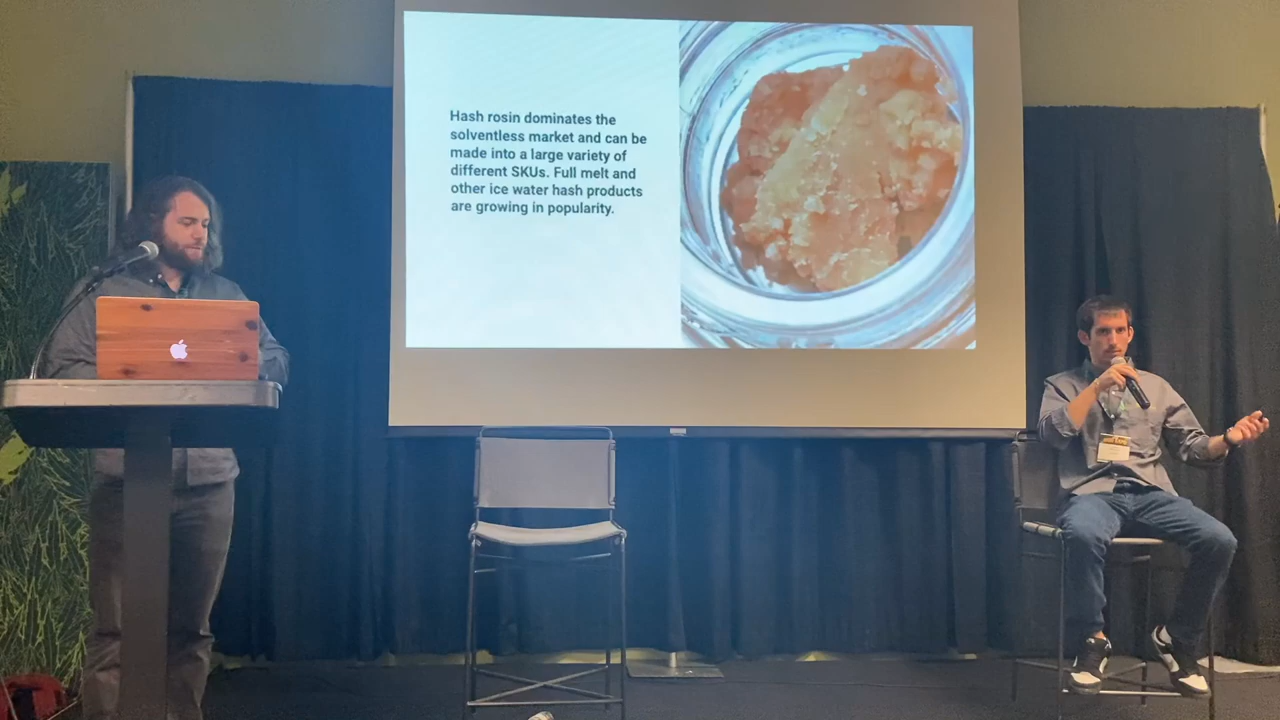 Hash rosin dominates the
solventless market and can be
made into a large variety of
different SKUs. Full melt and
other ice water hash products
are growing in popularity.